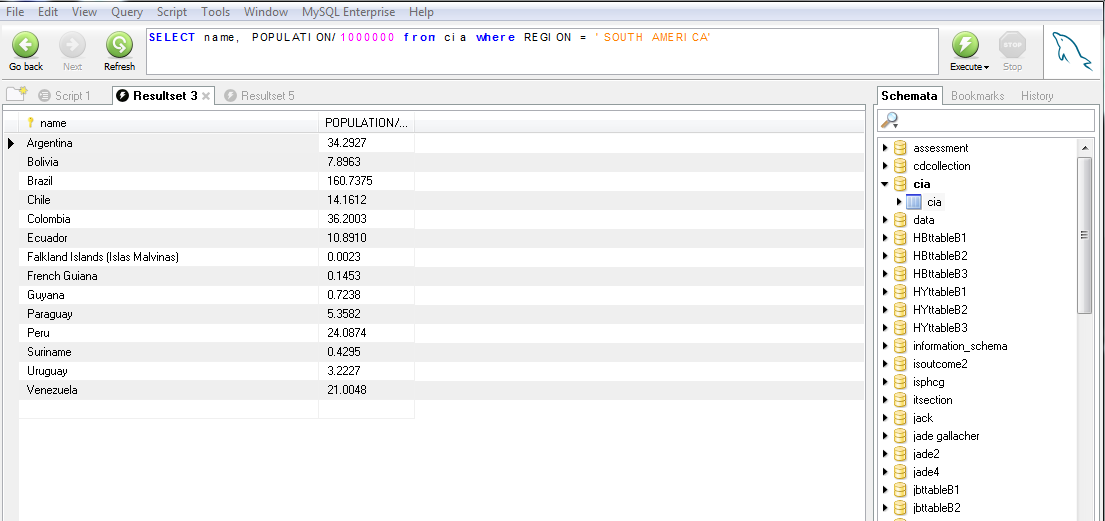 File Edit View Query Script Tools Window MySQL Enterprise Help
SELECT name, POPULATION/1000000 from cia where REGION = 'SOUTH AMERICA'
Go back Next Refresh Execute STOP Stop
Script 1 Resultset 3 Resultset 5 Schemata Bookmarks History
name POPULATION/...
Argentina 34.2927
Bolivia 7.8963
Brazil 160.7375
Chile 14.1612
Colombia 36.2003
Ecuador 10.8910
Falkland Islands (Islas Malvinas) 0.0023
French Guiana 0.1453
Guyana 0.7238
Paraguay 5.3582
Peru 24.0874
Suriname 0.4295
Uruguay 3.2227
Venezuela 21.0048
assessment
cdcollection
cia
cia
data
HBttableB1
HBttableB2
HBttableB3
HYttableB1
HYttableB2
HYttableB3
information_schema
isoutcome2
isphcg
itsection
jack
jade gallacher
jade2
jade4
jbttableB1
jbttableB2